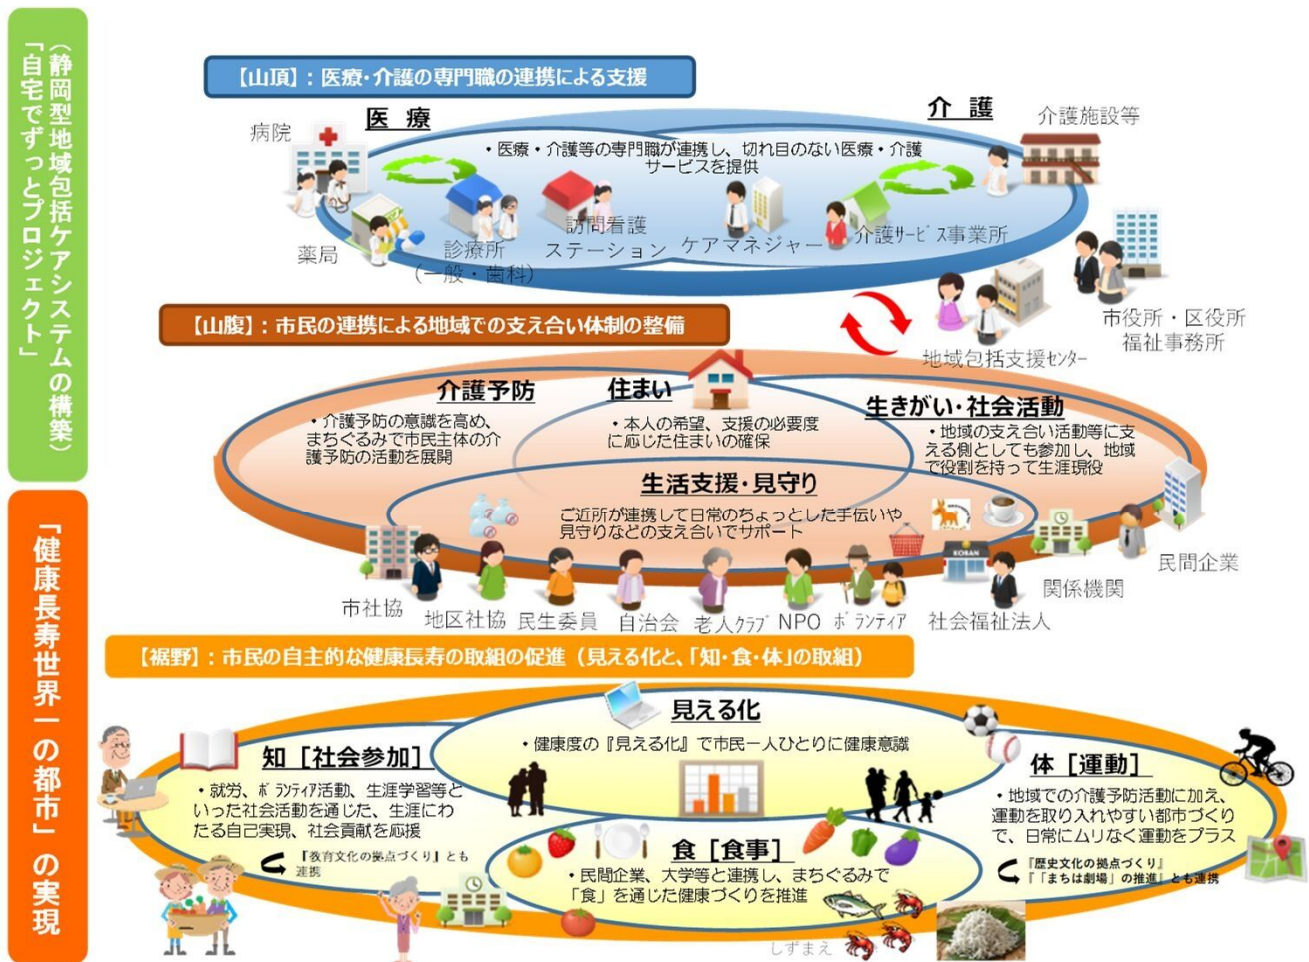 （静岡型地域包括ケアシステムの構築）
「自宅でずっとプロジェクト」
【山頂】：医療・介護の専門職の連携による支援
医 療
介 護
病院
介護施設等
・医療・介護等の専門職が連携し、切れ目のない医療・介護
サービスを提供
薬局
診療所
（一般・歯科）
訪問看護
ステーション
ケアマネジャー
介護サービス事業所
市役所・区役所
福祉事務所
地域包括支援センター
【山腹】：市民の連携による地域での支え合い体制の整備
介護予防
・介護予防の意識を高め、
まちぐるみで市民主体の介
護予防の活動を展開
住まい
・本人の希望、支援の必要度
に応じた住まいの確保
生きがい・社会活動
・地域の支え合い活動等に支
える側としても参加し、地域
で役割を持って生涯現役
生活支援・見守り
ご近所が連携して日常のちょっとした手伝いや
見守りなどの支え合いでサポート
KOBAN
市社協
地区社協
民生委員
自治会
老人クラブ
NPO
ボランティア
社会福祉法人
関係機関
民間企業
「健康長寿世界一の都市」の実現
【裾野】：市民の自主的な健康長寿の取組の促進（見える化と、「知・食・体」の取組）
見える化
・健康度の『見える化』で市民一人ひとりに健康意識
知［社会参加］
・就労、ボランティア活動、生涯学習等と
いった社会活動を通じた、生涯にわ
たる自己実現、社会貢献を応援
『教育文化の拠点づくり』とも
連携
体［運動］
・地域での介護予防活動に加え、
運動を取り入れやすい都市づくり
で、日常にムリなく運動をプラス
『歴史文化の拠点づくり』
『「まちは劇場」の推進』とも連携
食［食事］
・民間企業、大学等と連携し、まちぐるみで
「食」を通じた健康づくりを推進
しずまえ